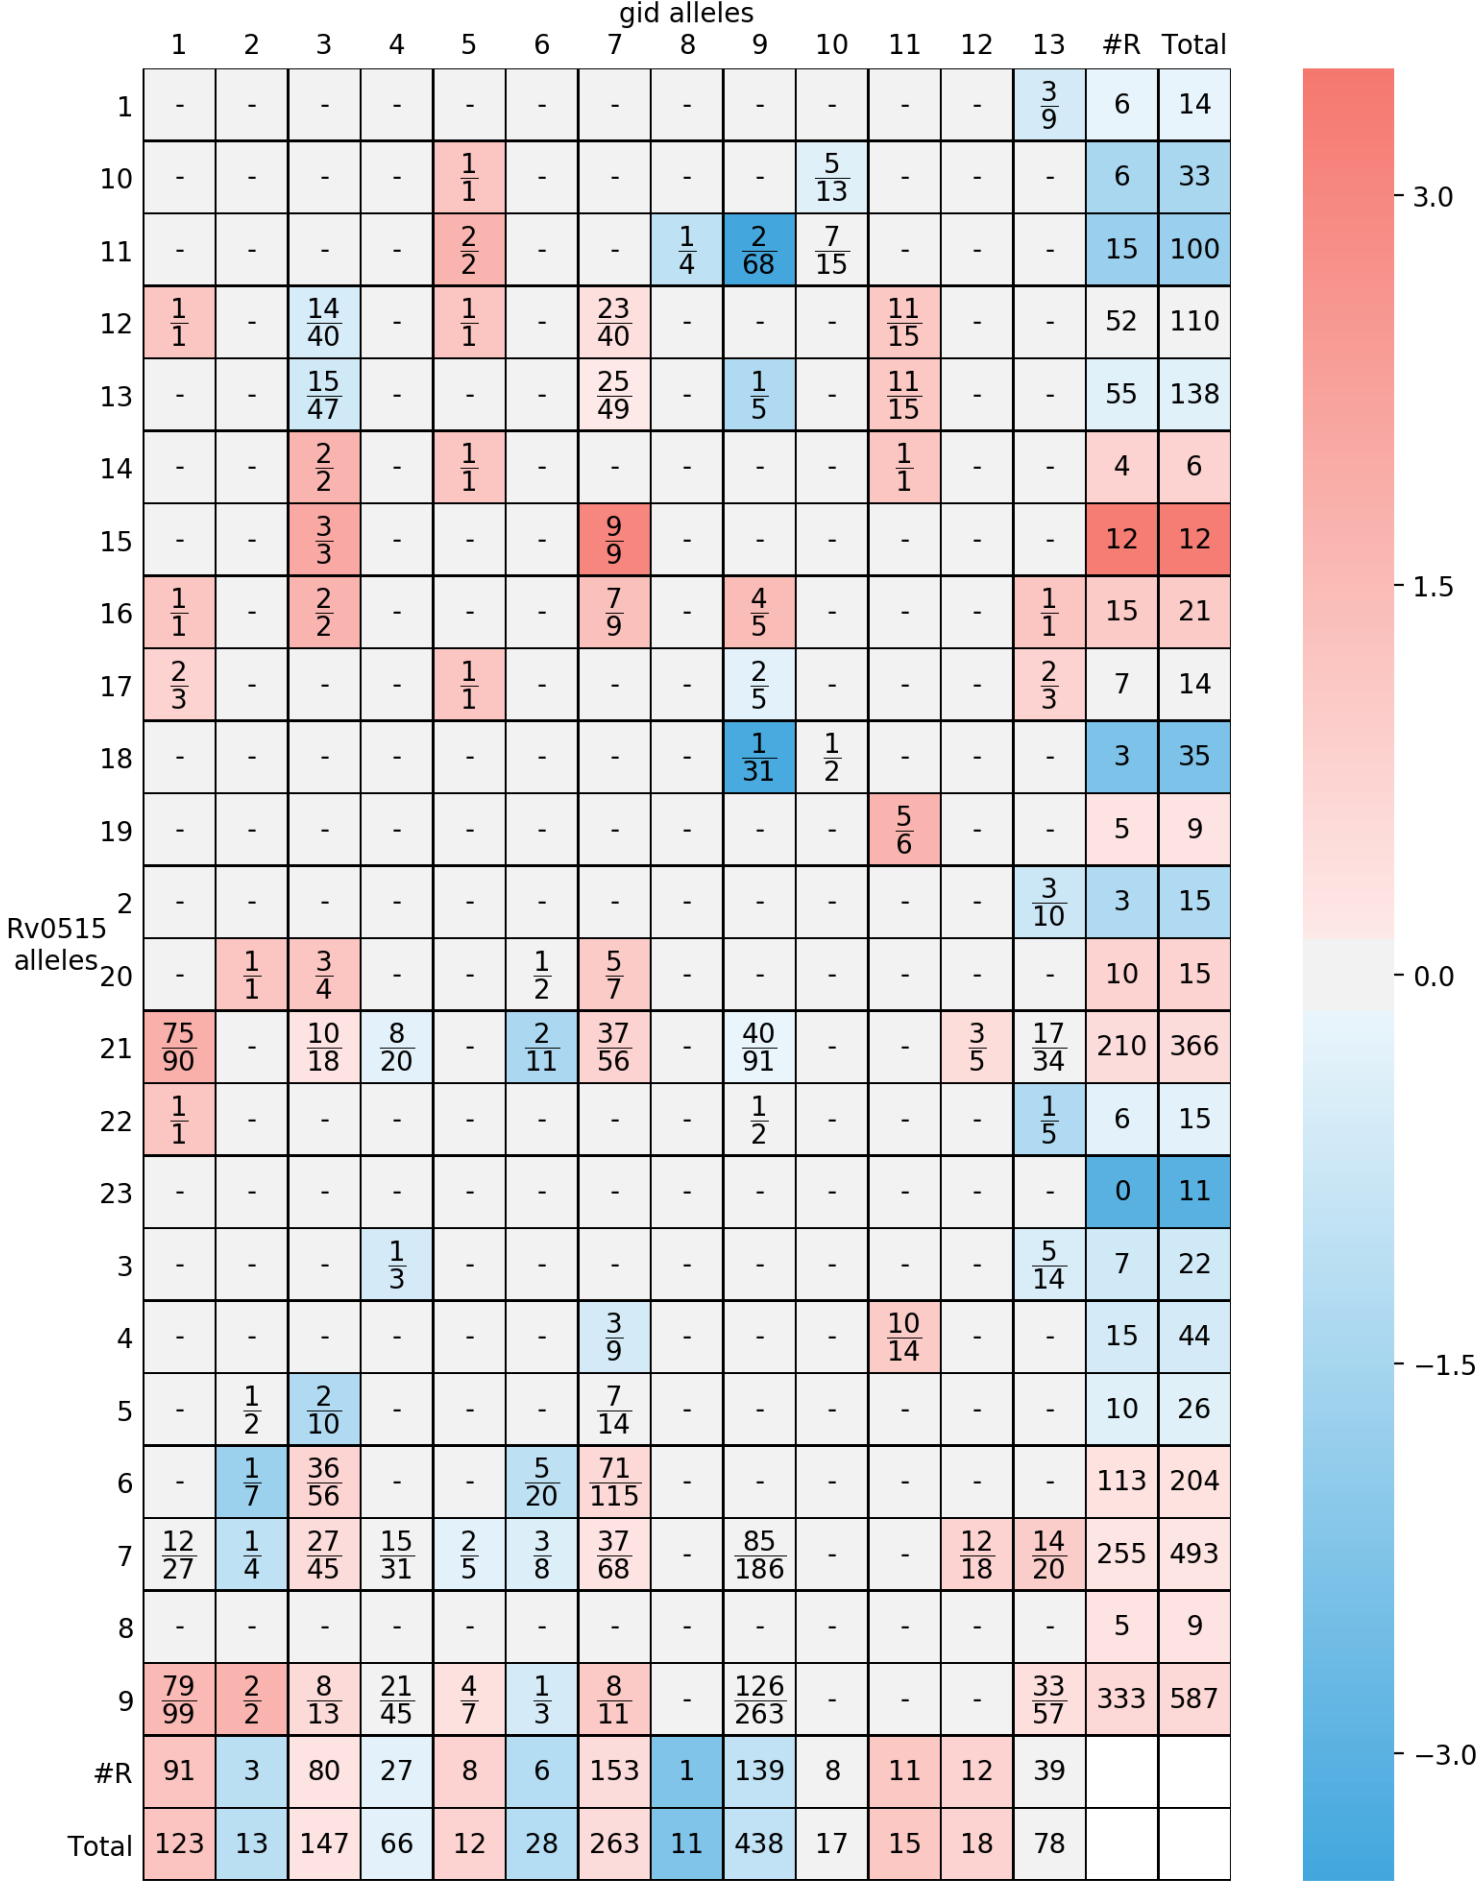 gid alleles
1 2 3 4 5 6 7 8 9 10 11 12 13 #R Total
1 - - - - - - - - - - - - 3/9 6 14
10 - - - - 1/1 - - - - 5/13 - - - 6 33
11 - - - - 2/2 - - 1/4 2/68 7/15 - - - 15 100
12 1/1 - 14/40 - 1/1 - 23/40 - - - 11/15 - - 52 110
13 - - 15/47 - - - 25/49 - 1/5 - 11/15 - - 55 138
14 - - 2/2 - 1/1 - - - - - 1/1 - - 4 6
15 - - 3/3 - - - 9/9 - - - - - - 12 12
16 1/1 - 2/2 - - - 7/9 - 4/5 - - - 1/1 15 21
17 2/3 - - - 1/1 - - - 2/5 - - - 2/3 7 14
18 - - - - - - - - 1/31 1/2 - - - 3 35
19 - - - - - - - - - - 5/6 - - 5 9
2 - - - - - - - - - - - - 3/10 3 15
Rv0515
alleles
20 - 1/1 3/4 - - 1/2 5/7 - - - - - - 10 15
21 75/90 - 10/18 8/20 - 2/11 37/56 - 40/91 - - 3/5 17/34 210 366
22 1/1 - - - - - - - 1/2 - - - 1/5 6 15
23 - - - - - - - - - - - - - 0 11
3 - - - 1/3 - - - - - - - - 5/14 7 22
4 - - - - - - 3/9 - - - 10/14 - - 15 44
5 - 1/2 2/10 - - - 7/14 - - - - - - 10 26
6 - 1/7 36/56 - - 5/20 71/115 - - - - - - 113 204
7 12/27 1/4 27/45 15/31 2/5 3/8 37/68 - 85/186 - - 12/18 14/20 255 493
8 - - - - - - - - - - - - - 5 9
9 79/99 2/2 8/13 21/45 4/7 1/3 8/11 - 126/263 - - - 33/57 333 587
#R 91 3 80 27 8 6 153 1 139 8 11 12 39
Total 123 13 147 66 12 28 263 11 438 17 15 18 78
3.0
1.5
0.0
−1.5
−3.0